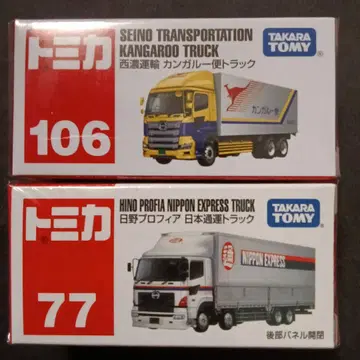 トミカ
106
SEINO TRANSPORTATION
KANGAROO TRUCK
西濃運輸 カンガルー便トラック
TAKARA TOMY
カンガルー便
トミカ
77
HINO PROFIA NIPPON EXPRESS TRUCK
日野プロフィア 日本通運トラック
TAKARA TOMY
通
NIPPON EXPRESS
後部パネル開閉